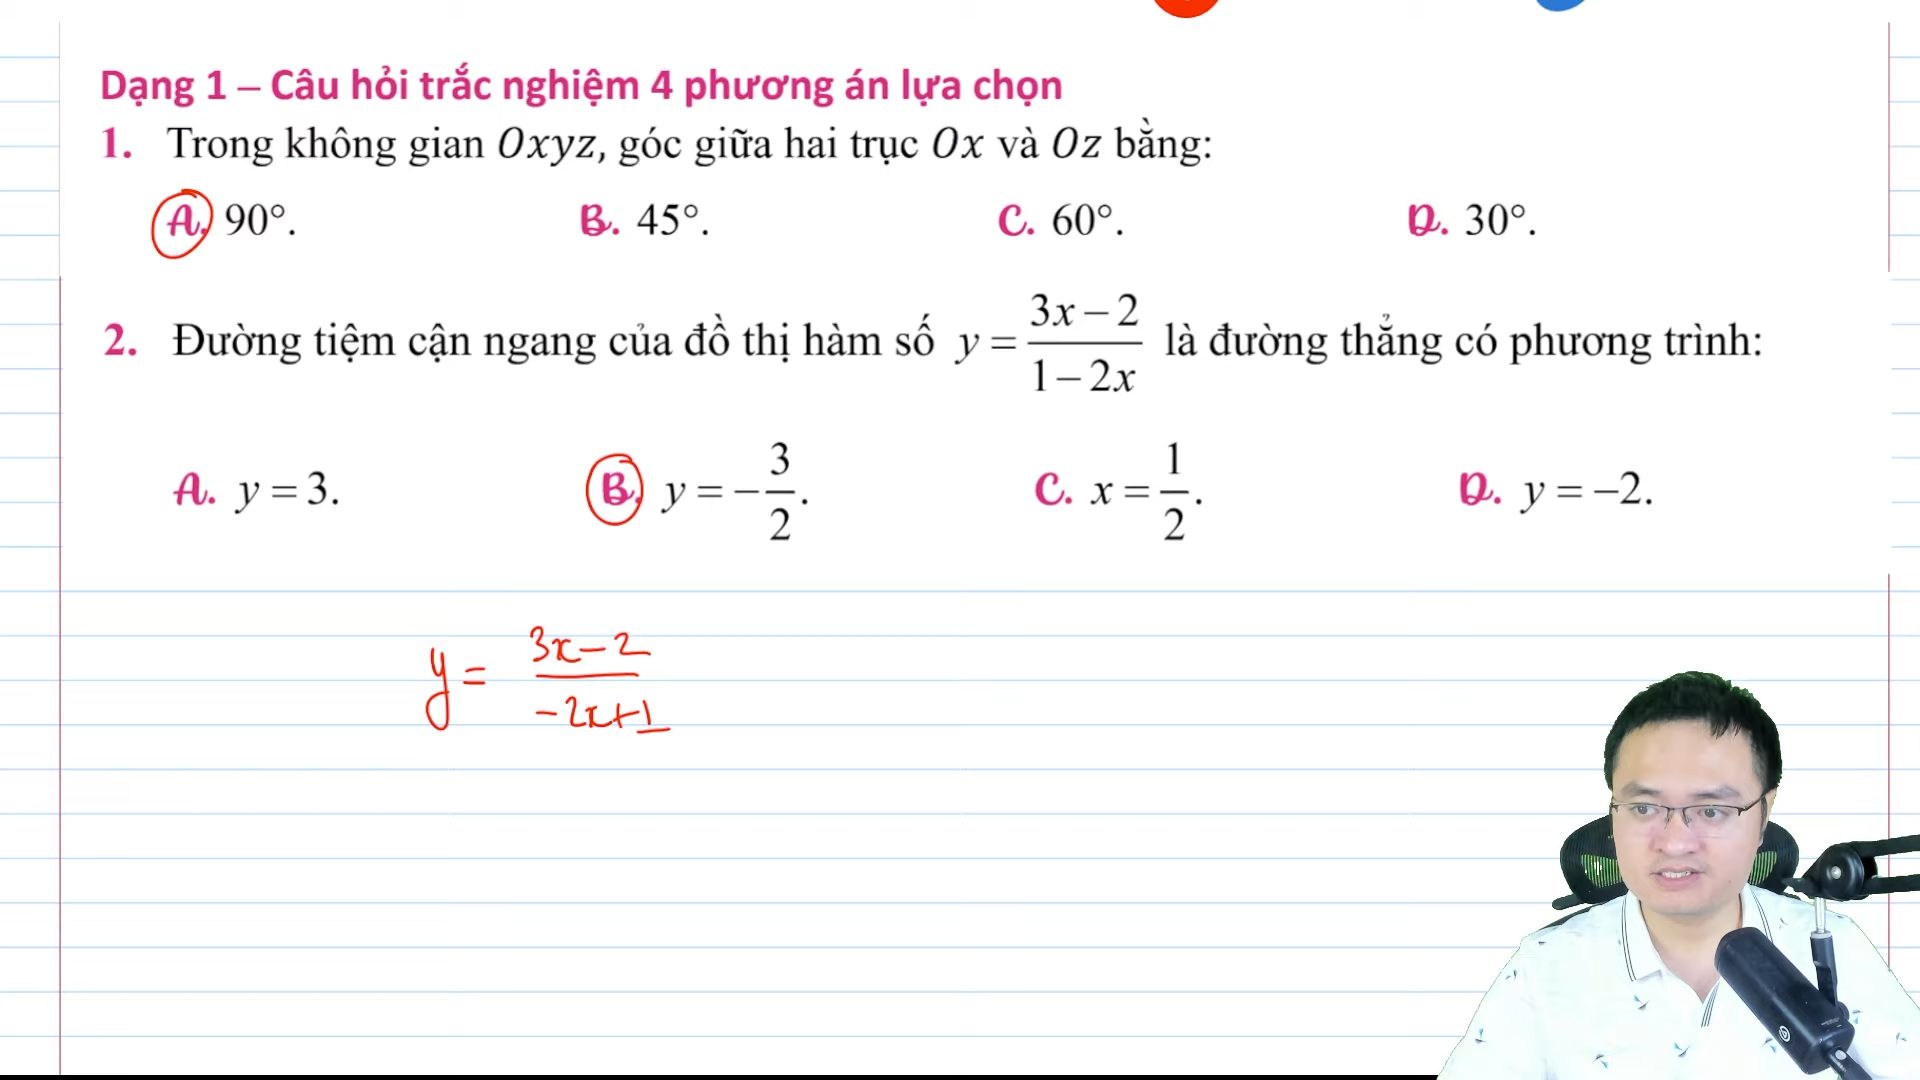 Dạng 1 – Câu hỏi trắc nghiệm 4 phương án lựa chọn
1. Trong không gian Oxyz, góc giữa hai trục Ox và Oz bằng:
A. 90°. B. 45°. C. 60°. D. 30°.
2. Đường tiệm cận ngang của đồ thị hàm số y = (3x – 2)/(1 – 2x) là đường thẳng có phương trình:
A. y = 3. B. y = –3/2. C. x = 1/2. D. y = –2.
y = (3x – 2)/(–2x + 1)